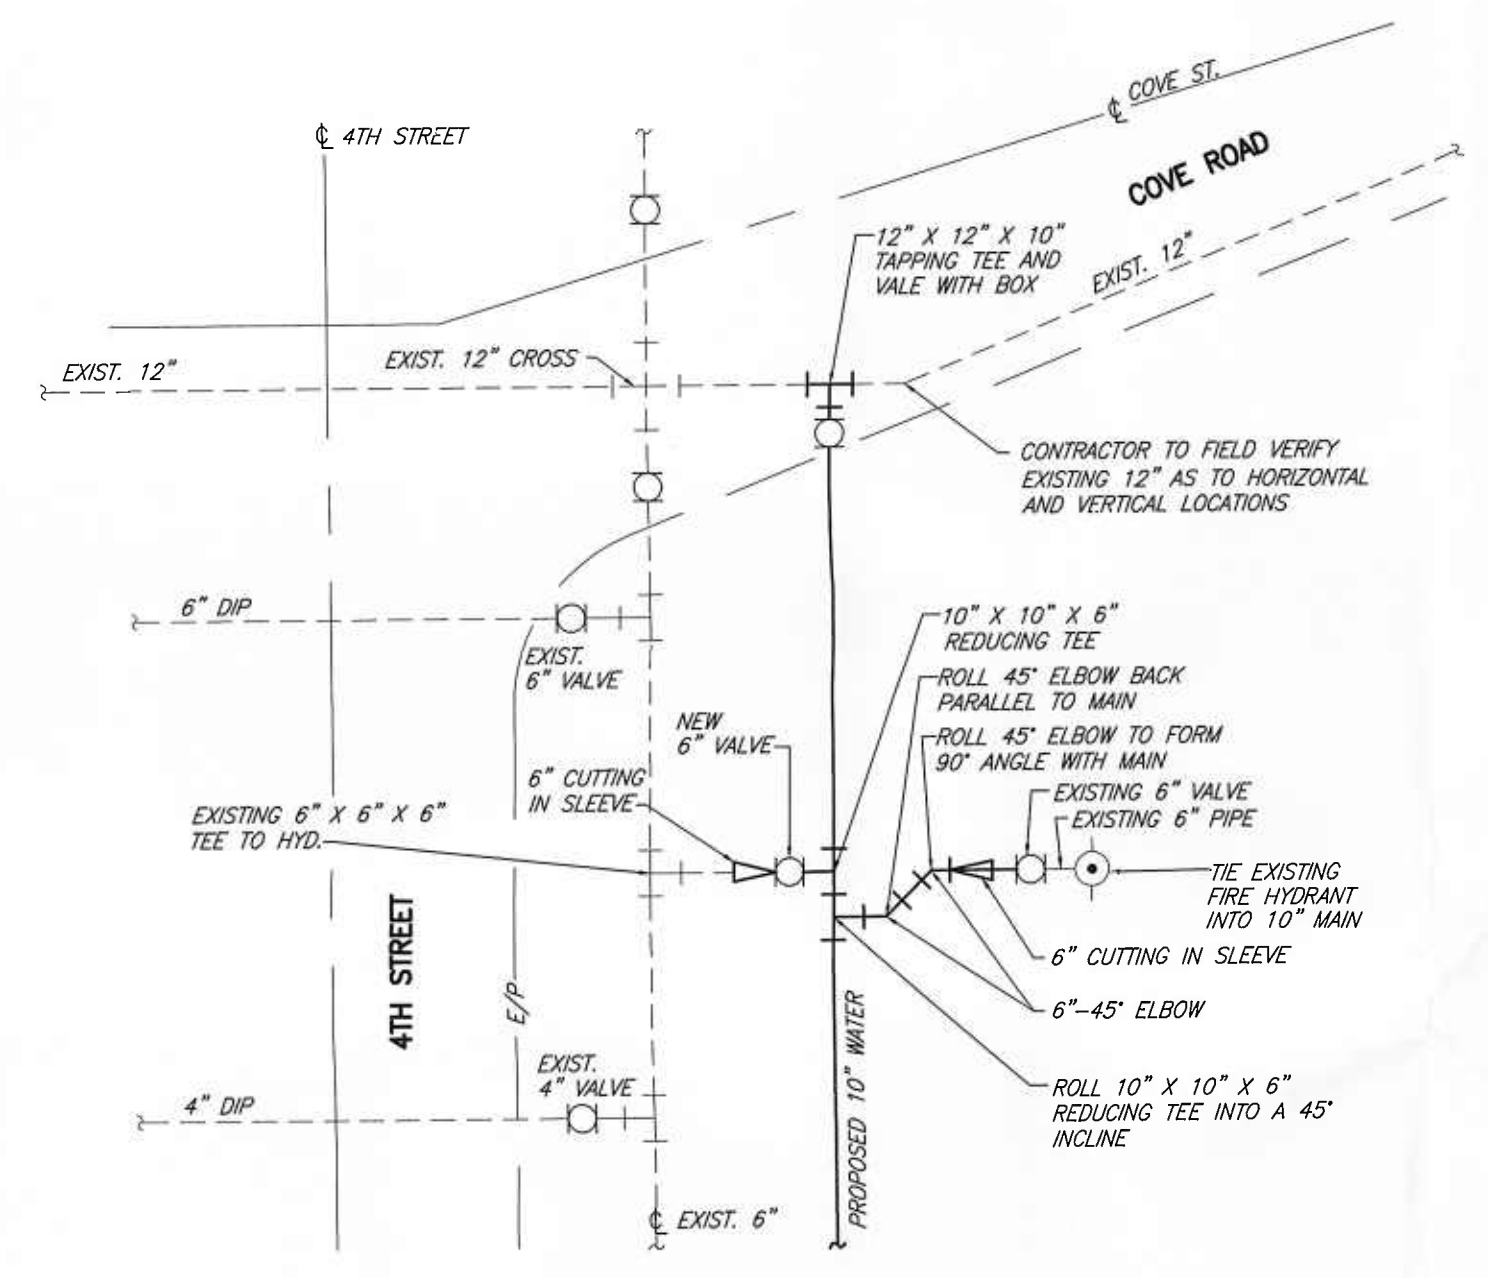 ℄ COVE ST.
℄ 4TH STREET
COVE ROAD
12" X 12" X 10"
TAPPING TEE AND
VALE WITH BOX
EXIST. 12"
EXIST. 12" CROSS
EXIST. 12"
CONTRACTOR TO FIELD VERIFY
EXISTING 12" AS TO HORIZONTAL
AND VERTICAL LOCATIONS
6" DIP
10" X 10" X 6"
REDUCING TEE
EXIST.
6" VALVE
ROLL 45° ELBOW BACK
PARALLEL TO MAIN
NEW
6" VALVE
ROLL 45° ELBOW TO FORM
90° ANGLE WITH MAIN
6" CUTTING
IN SLEEVE
EXISTING 6" VALVE
EXISTING 6" PIPE
EXISTING 6" X 6" X 6"
TEE TO HYD.
TIE EXISTING
FIRE HYDRANT
INTO 10" MAIN
4TH STREET
6" CUTTING IN SLEEVE
E/P
6"-45° ELBOW
PROPOSED 10" WATER
EXIST.
4" VALVE
4" DIP
ROLL 10" X 10" X 6"
REDUCING TEE INTO A 45°
INCLINE
℄ EXIST. 6"